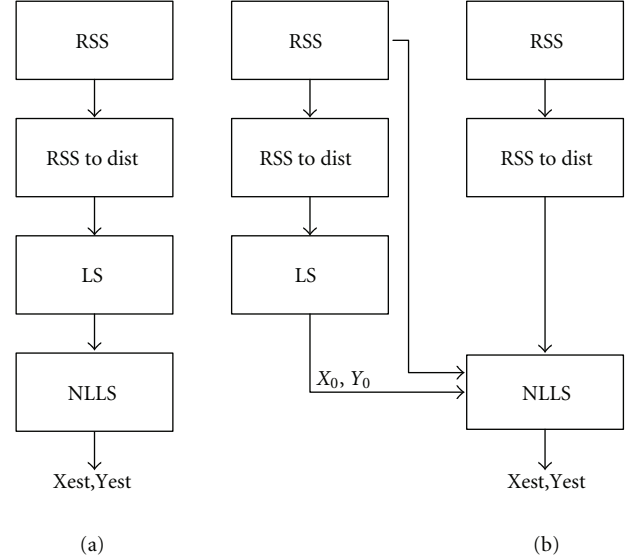 RSS
RSS to dist
LS
NLLS
Xest,Yest
(a)
RSS
RSS to dist
LS
X₀, Y₀
RSS
RSS to dist
NLLS
Xest,Yest
(b)